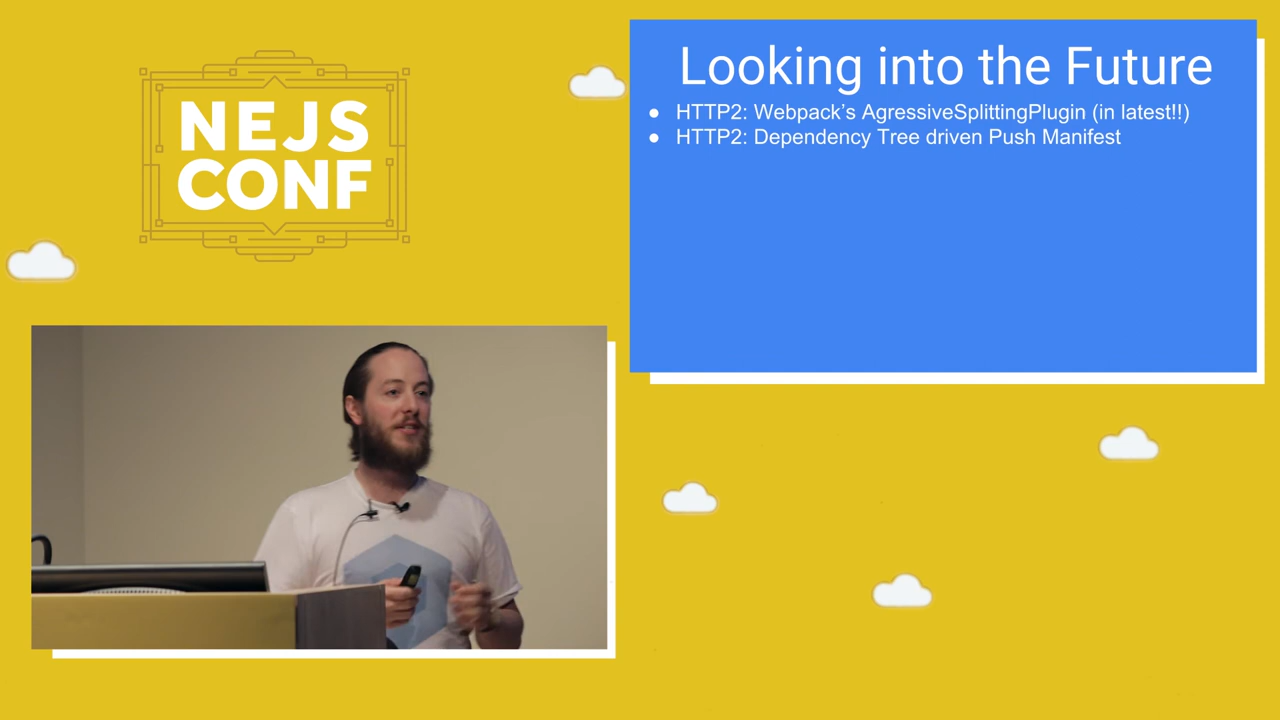 NEJS
CONF
Looking into the Future
● HTTP2: Webpack’s AgressiveSplittingPlugin (in latest!!)
● HTTP2: Dependency Tree driven Push Manifest